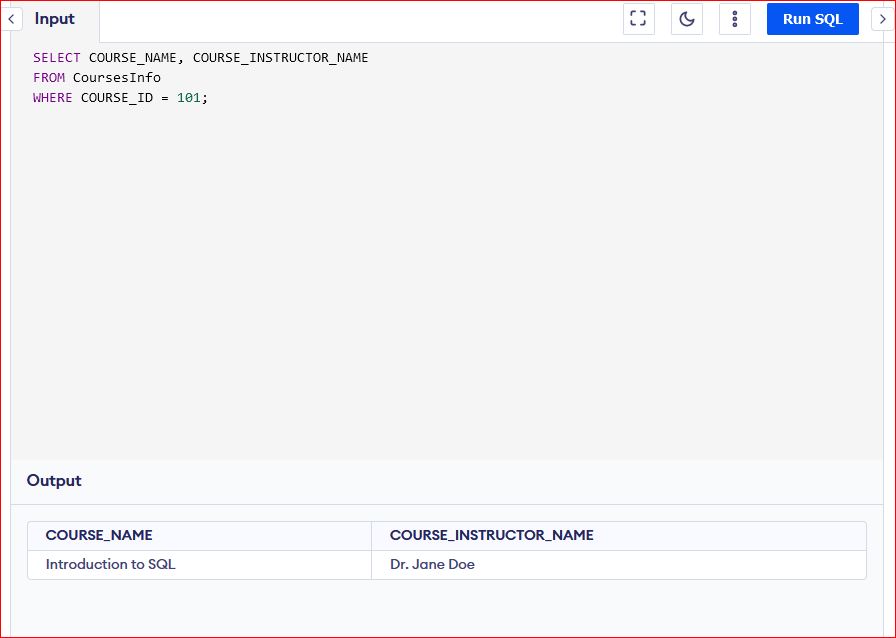 Input
Run SQL
SELECT COURSE_NAME, COURSE_INSTRUCTOR_NAME
FROM CoursesInfo
WHERE COURSE_ID = 101;
Output
COURSE_NAME COURSE_INSTRUCTOR_NAME
Introduction to SQL Dr. Jane Doe